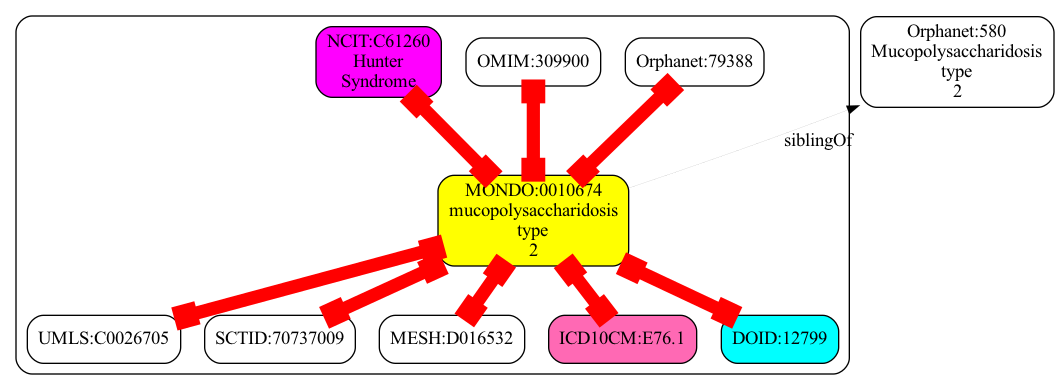 NCIT:C61260
Hunter
Syndrome
OMIM:309900
Orphanet:79388
Orphanet:580
Mucopolysaccharidosis
type
2
siblingOf
MONDO:0010674
mucopolysaccharidosis
type
2
UMLS:C0026705
SCTID:70737009
MESH:D016532
ICD10CM:E76.1
DOID:12799